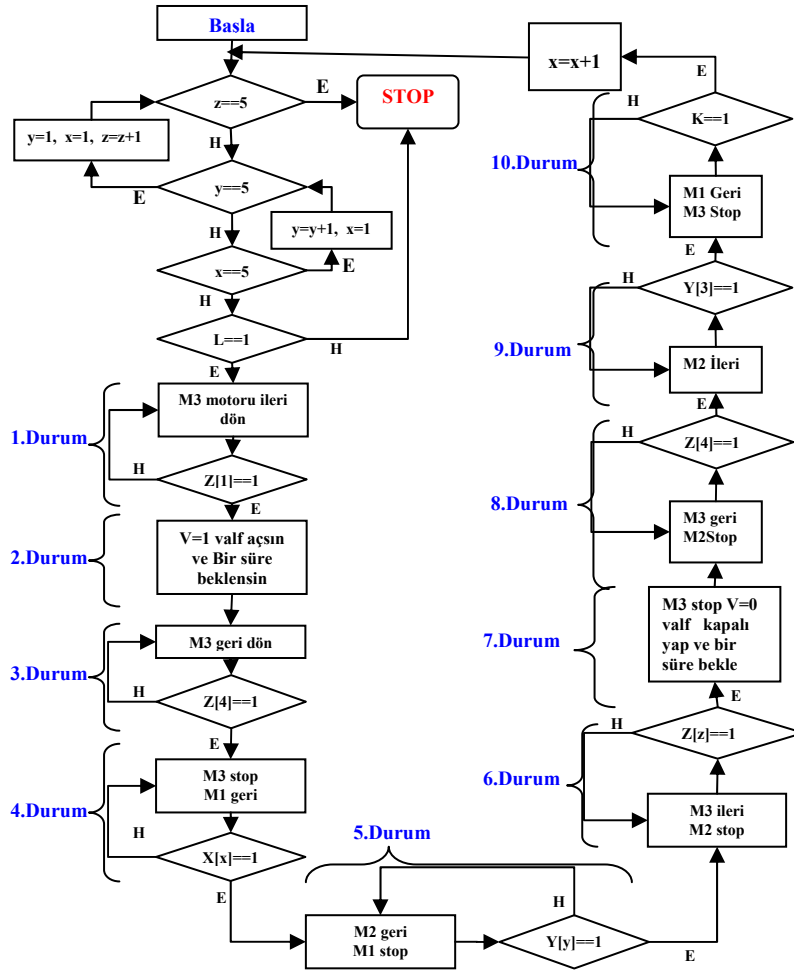 Basla
z==5
E
STOP
y=1, x=1, z=z+1
H
y==5
E
H
y=y+1, x=1
x==5
E
H
L==1
H
E
1.Durum
M3 motoru ileri
dön
H
Z[1]==1
E
2.Durum
V=1 valf açsın
ve Bir süre
beklensin
3.Durum
M3 geri dön
H
Z[4]==1
E
4.Durum
M3 stop
M1 geri
H
X[x]==1
E
5.Durum
M2 geri
M1 stop
H
Y[y]==1
E
6.Durum
M3 ileri
M2 stop
H
Z[z]==1
E
7.Durum
M3 stop V=0
valf kapalı
yap ve bir
süre bekle
8.Durum
M3 geri
M2Stop
H
Z[4]==1
E
9.Durum
M2 İleri
H
Y[3]==1
E
10.Durum
M1 Geri
M3 Stop
H
K==1
E
x=x+1